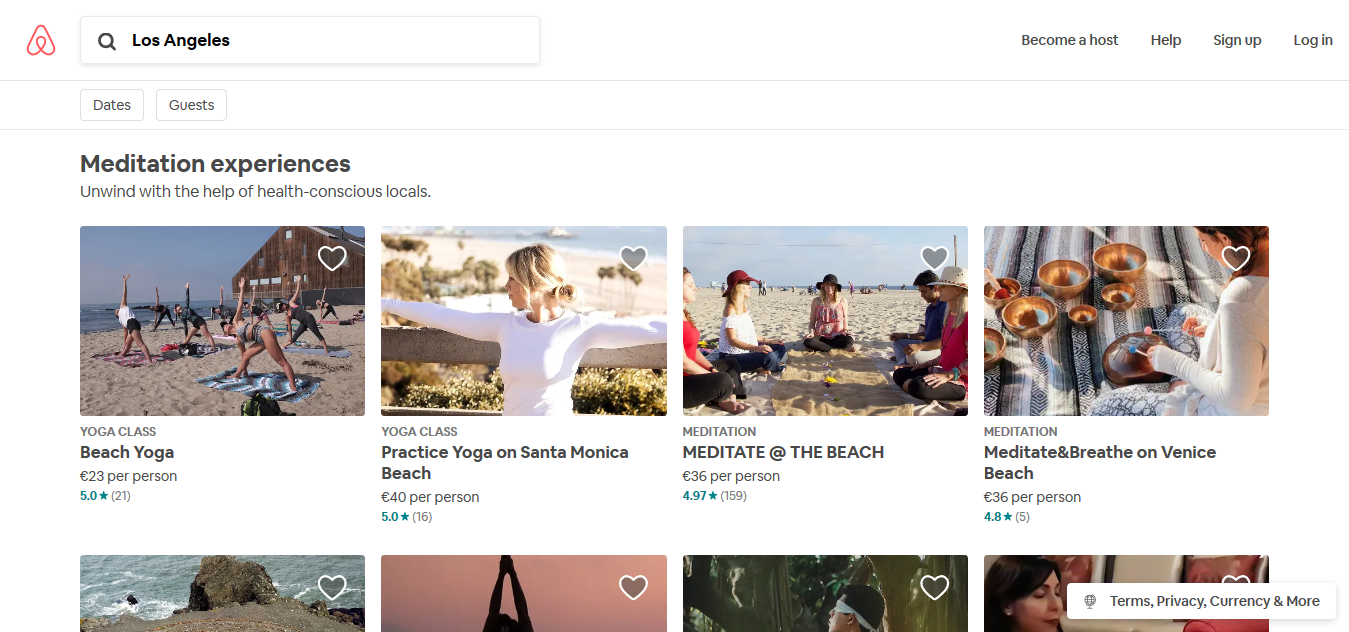 Los Angeles
Become a host
Help
Sign up
Log in
Dates
Guests
Meditation experiences
Unwind with the help of health-conscious locals.
YOGA CLASS
Beach Yoga
€23 per person
5.0★ (21)
YOGA CLASS
Practice Yoga on Santa Monica
Beach
€40 per person
5.0★ (16)
MEDITATION
MEDITATE @ THE BEACH
€36 per person
4.97★ (159)
MEDITATION
Meditate&Breathe on Venice
Beach
€36 per person
4.8★ (5)
Terms, Privacy, Currency & More